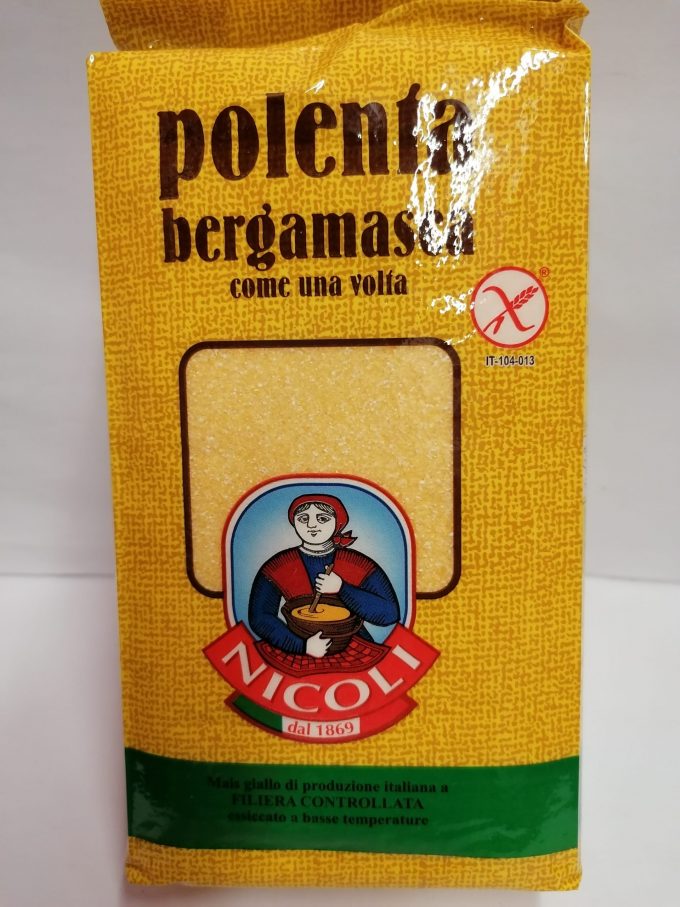 polenta
bergamasca
come una volta
®
IT-104-013
NICOLI
dal 1869
Mais giallo di produzione italiana a
FILIERA CONTROLLATA
essiccato a basse temperature